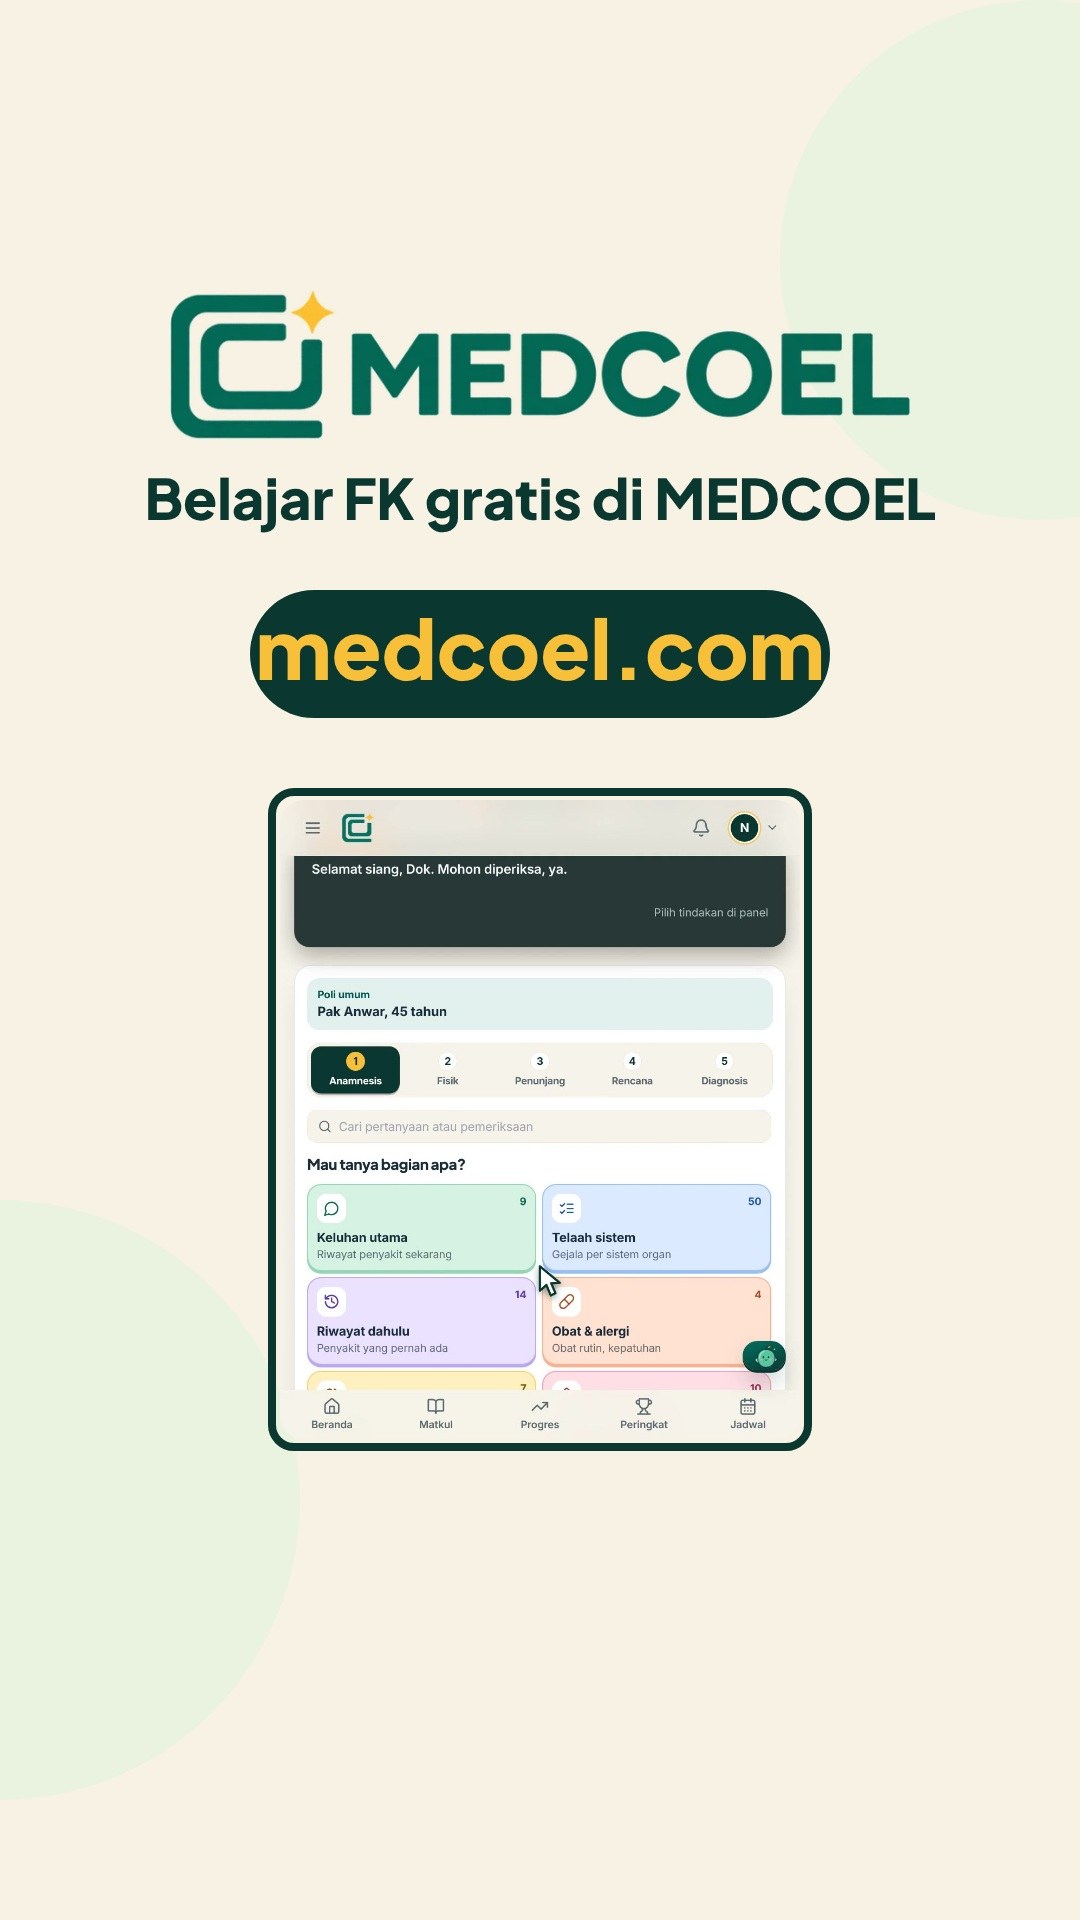 MEDCOEL
Belajar FK gratis di MEDCOEL
medcoel.com
N
Selamat siang, Dok. Mohon diperiksa, ya.
Pilih tindakan di panel
Poli umum
Pak Anwar, 45 tahun
1 2 3 4 5
Anamnesis Fisik Penunjang Rencana Diagnosis
Cari pertanyaan atau pemeriksaan
Mau tanya bagian apa?
9
Keluhan utama
Riwayat penyakit sekarang
50
Telaah sistem
Gejala per sistem organ
14
Riwayat dahulu
Penyakit yang pernah ada
4
Obat & alergi
Obat rutin, kepatuhan
7
10
Beranda Matkul Progres Peringkat Jadwal